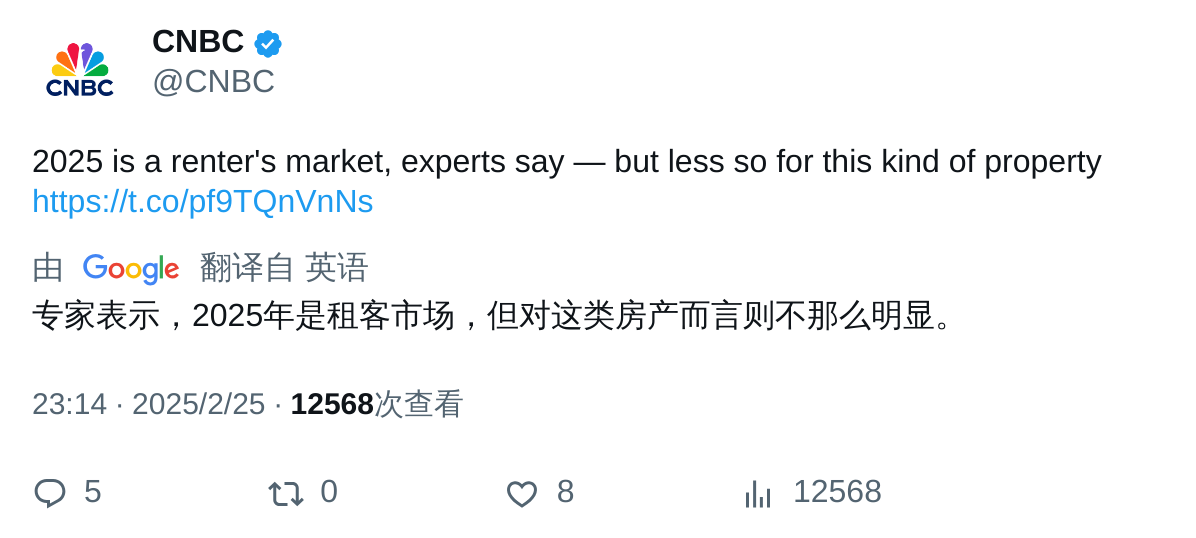 CNBC
CNBC
@CNBC
2025 is a renter's market, experts say — but less so for this kind of property
https://t.co/pf9TQnVnNs
由 Google 翻译自 英语
专家表示，2025年是租客市场，但对这类房产而言则不那么明显。
23:14 · 2025/2/25 · 12568次查看
5 0 8 12568